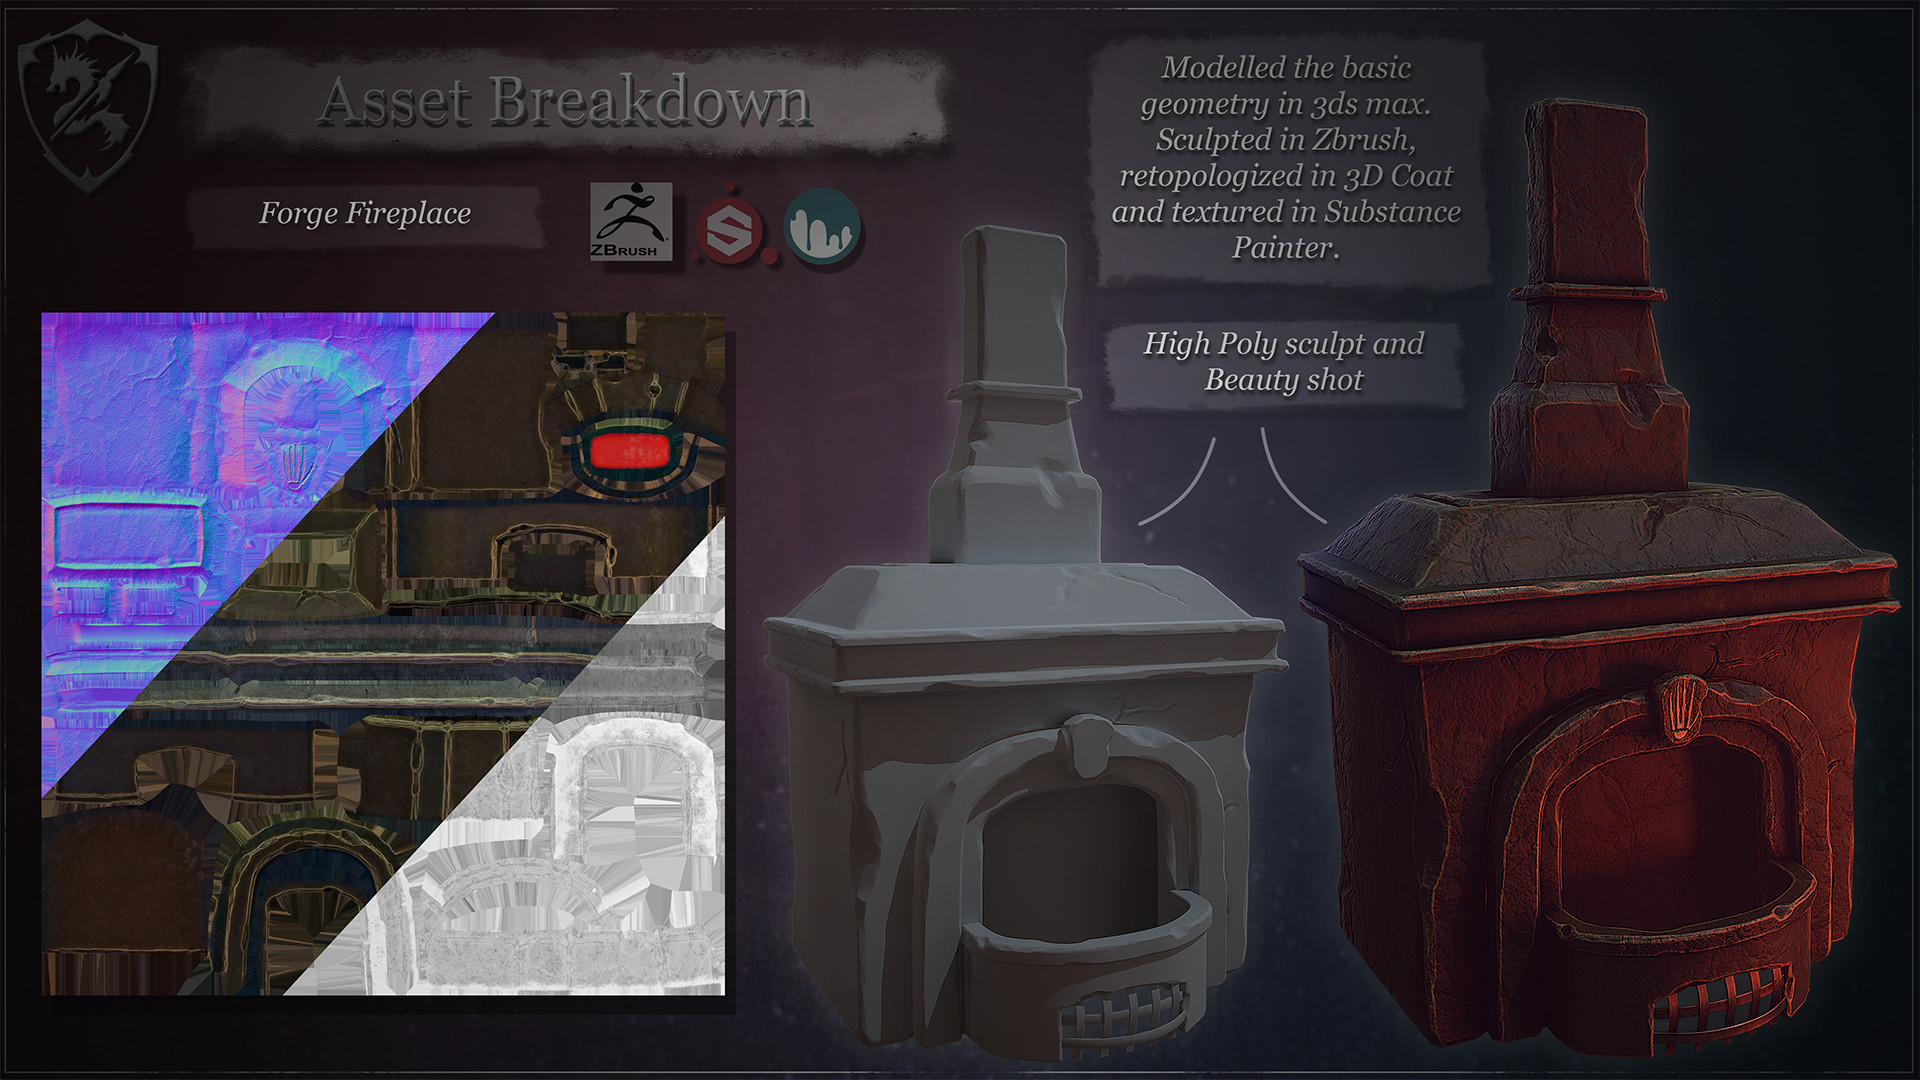 Asset Breakdown
Forge Fireplace
ZBRUSH
Modelled the basic
geometry in 3ds max.
Sculpted in Zbrush,
retopologized in 3D Coat
and textured in Substance
Painter.
High Poly sculpt and
Beauty shot